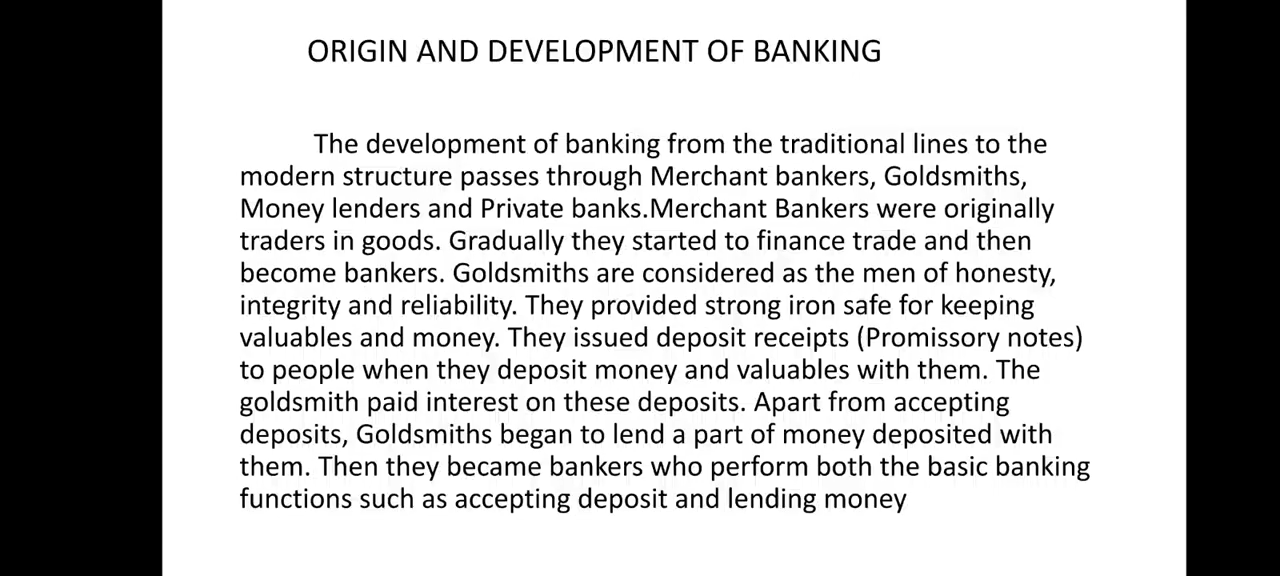 ORIGIN AND DEVELOPMENT OF BANKING
The development of banking from the traditional lines to the
modern structure passes through Merchant bankers, Goldsmiths,
Money lenders and Private banks.Merchant Bankers were originally
traders in goods. Gradually they started to finance trade and then
become bankers. Goldsmiths are considered as the men of honesty,
integrity and reliability. They provided strong iron safe for keeping
valuables and money. They issued deposit receipts (Promissory notes)
to people when they deposit money and valuables with them. The
goldsmith paid interest on these deposits. Apart from accepting
deposits, Goldsmiths began to lend a part of money deposited with
them. Then they became bankers who perform both the basic banking
functions such as accepting deposit and lending money